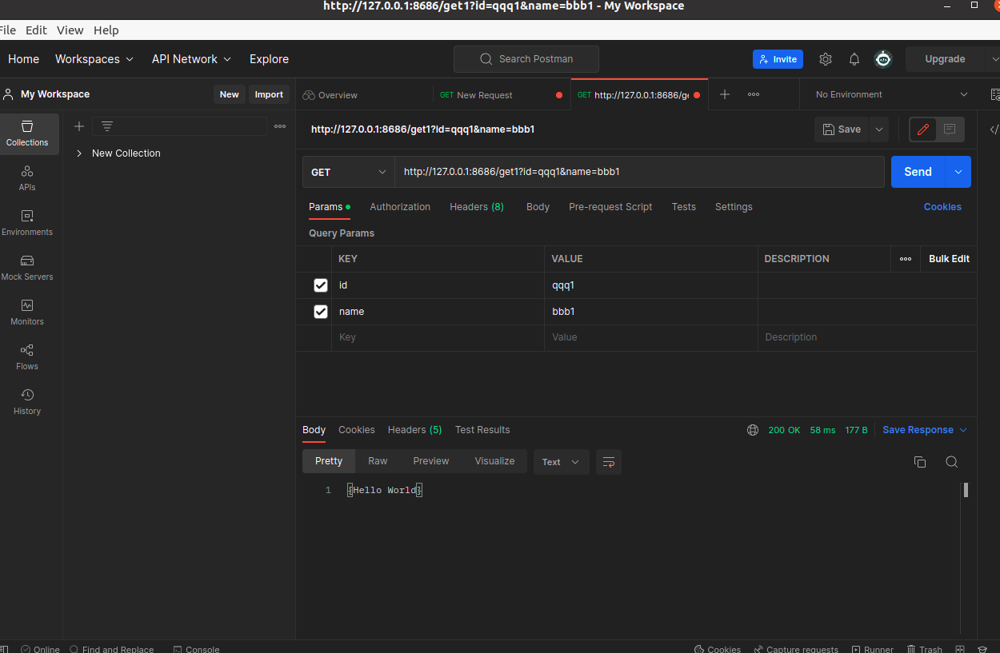 http://127.0.0.1:8686/get1?id=qqq1&name=bbb1 - My Workspace
File Edit View Help
Home Workspaces API Network Explore Search Postman Invite Upgrade
My Workspace New Import Overview GET New Request GET http://127.0.0.1:8686/ge No Environment
Collections
APIs
Environments
Mock Servers
Monitors
Flows
History
New Collection
http://127.0.0.1:8686/get1?id=qqq1&name=bbb1 Save
GET http://127.0.0.1:8686/get1?id=qqq1&name=bbb1 Send
Params Authorization Headers (8) Body Pre-request Script Tests Settings Cookies
Query Params
KEY VALUE DESCRIPTION Bulk Edit
id qqq1
name bbb1
Key Value Description
Body Cookies Headers (5) Test Results 200 OK 58 ms 177 B Save Response
Pretty Raw Preview Visualize Text
1 {Hello World}
Online Find and Replace Console Cookies Capture requests Runner Trash